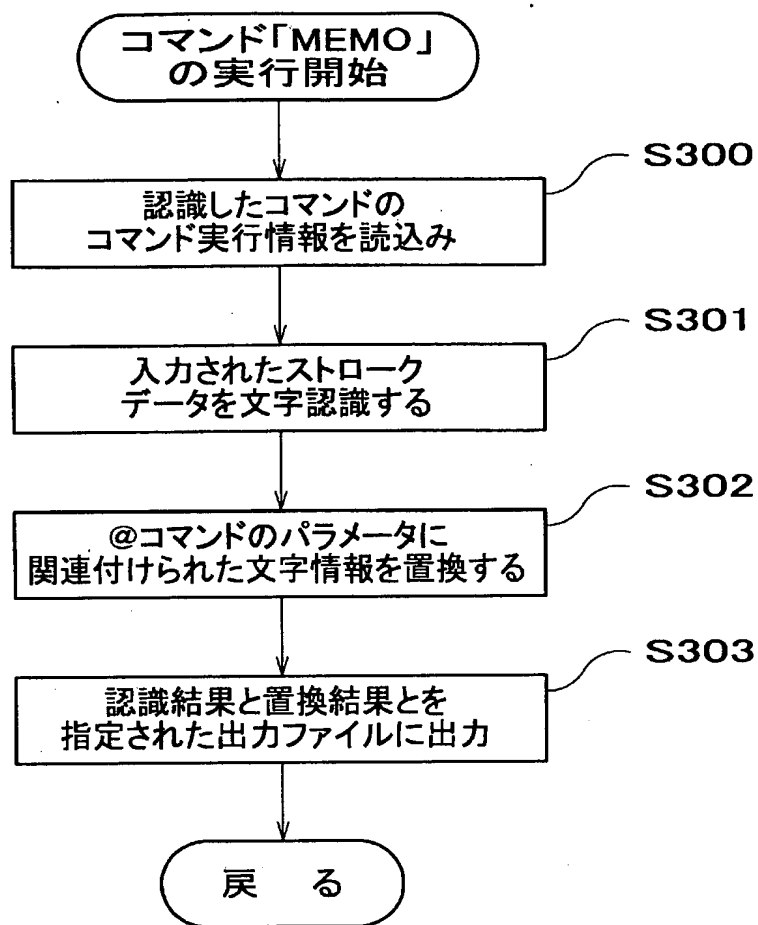 コマンド「MEMO」
の実行開始
S300
認識したコマンドの
コマンド実行情報を読込み
S301
入力されたストローク
データを文字認識する
S302
@コマンドのパラメータに
関連付けられた文字情報を置換する
S303
認識結果と置換結果とを
指定された出力ファイルに出力
戻 る